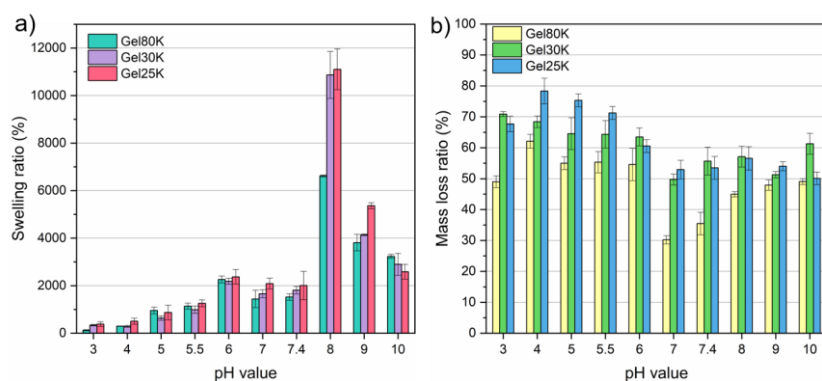 a)
Gel80K
Gel30K
Gel25K
Swelling ratio (%)
12000
10000
8000
6000
4000
2000
0
3 4 5 5.5 6 7 7.4 8 9 10
pH value
b)
Gel80K
Gel30K
Gel25K
Mass loss ratio (%)
100
90
80
70
60
50
40
30
20
10
0
3 4 5 5.5 6 7 7.4 8 9 10
pH value